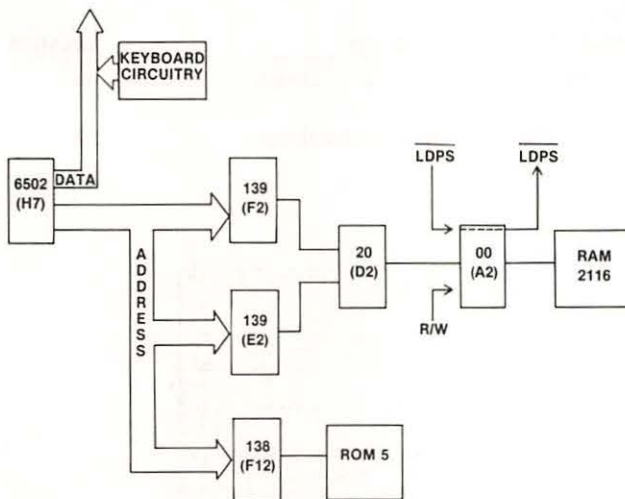 KEYBOARD
CIRCUITRY
6502
(H7)
DATA
ADDRESS
139
(F2)
139
(E2)
138
(F12)
20
(D2)
LDPS
LDPS
00
(A2)
R/W
RAM
2116
ROM 5